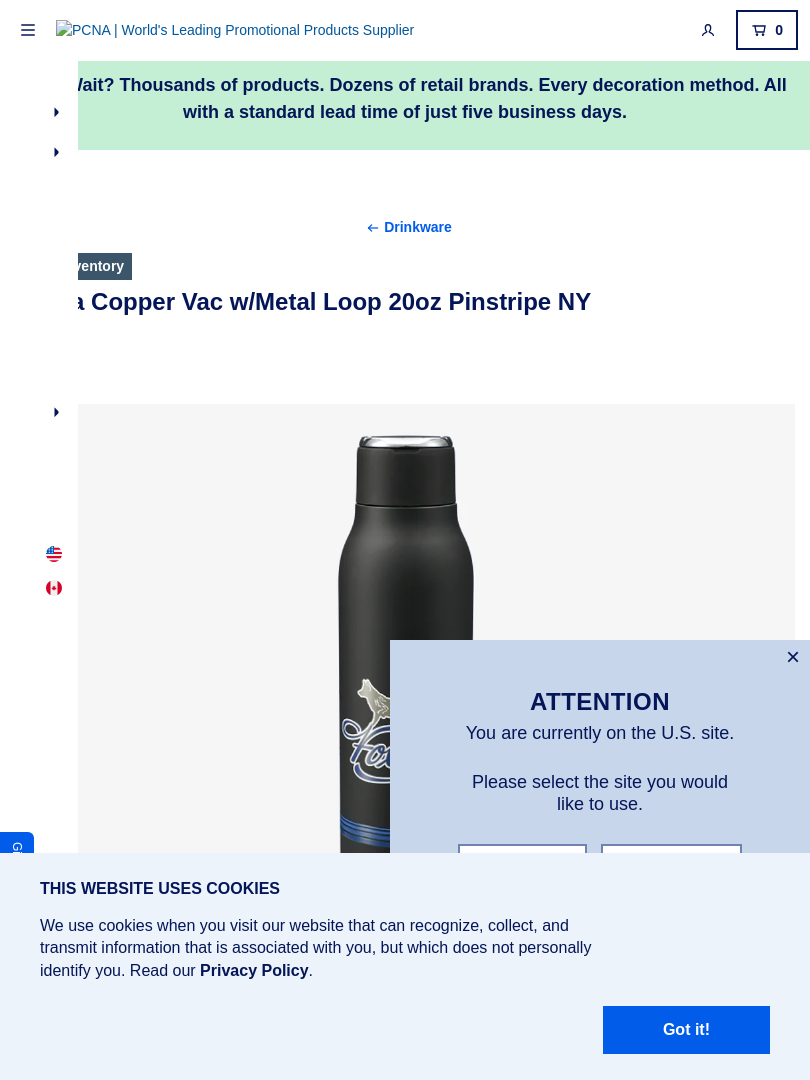 PCNA | World's Leading Promotional Products Supplier
0
Wait? Thousands of products. Dozens of retail brands. Every decoration method. All
with a standard lead time of just five business days.
Drinkware
Copper Vac w/Metal Loop 20oz Pinstripe NY
ATTENTION
You are currently on the U.S. site.
Please select the site you would
like to use.
THIS WEBSITE USES COOKIES
We use cookies when you visit our website that can recognize, collect, and
transmit information that is associated with you, but which does not personally
identify you. Read our Privacy Policy.
Got it!